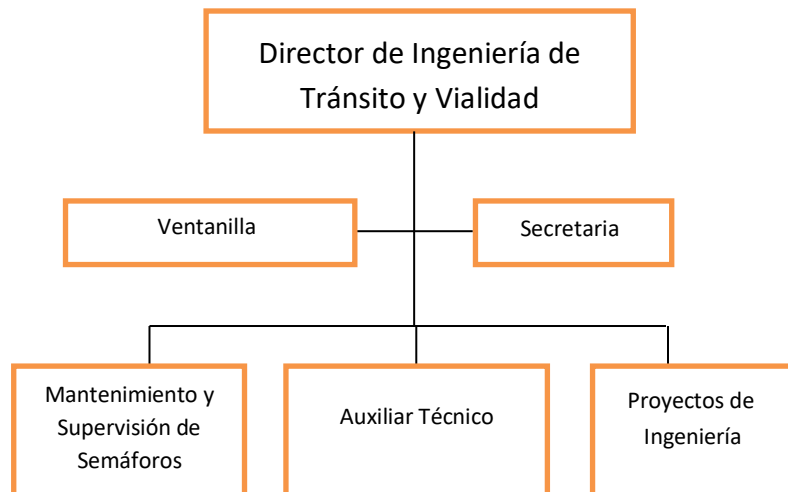 Director de Ingeniería de
Tránsito y Vialidad
Ventanilla
Secretaria
Mantenimiento y
Supervisión de
Semáforos
Auxiliar Técnico
Proyectos de
Ingeniería